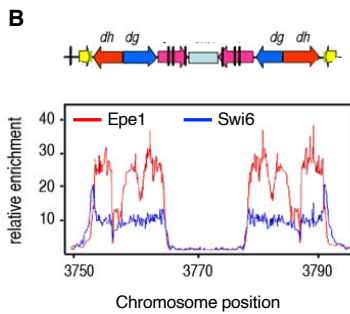 B
dh dg dg dh
Epe1 Swi6
relative enrichment
40
30
20
10
3750 3770 3790
Chromosome position